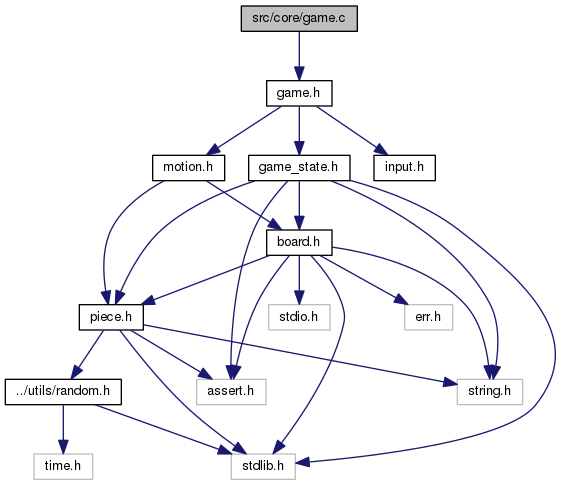 src/core/game.c
game.h
motion.h
game_state.h
input.h
board.h
piece.h
stdio.h
err.h
../utils/random.h
assert.h
string.h
time.h
stdlib.h